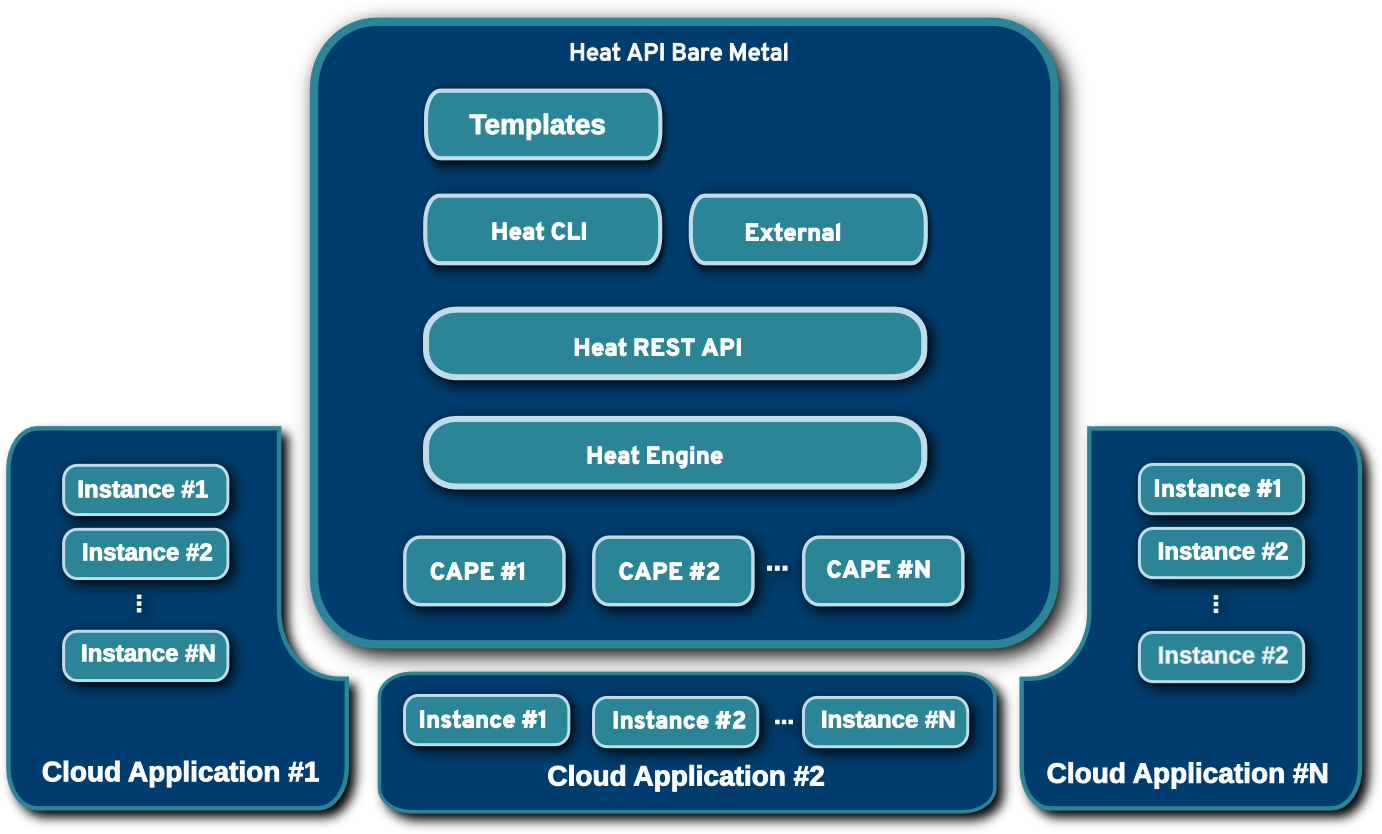 Heat API Bare Metal
Templates
Heat CLI
External
Heat REST API
Heat Engine
CAPE #1
CAPE #2
...
CAPE #N
Instance #1
Instance #2
⋮
Instance #N
Cloud Application #1
Instance #1
Instance #2
...
Instance #N
Cloud Application #2
Instance #1
Instance #2
⋮
Instance #2
Cloud Application #N